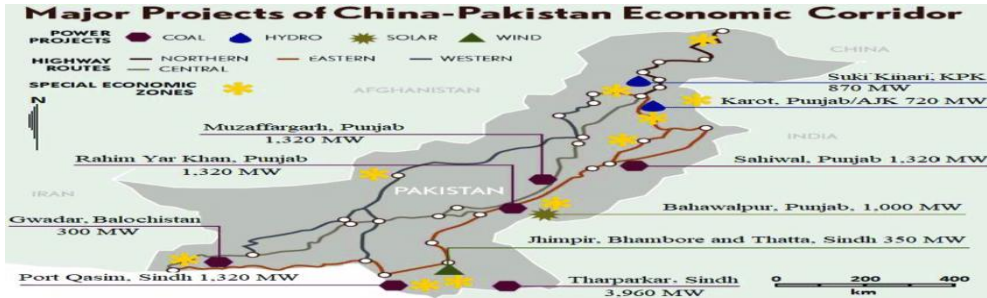 Major Projects of China-Pakistan Economic Corridor
POWER PROJECTS COAL HYDRO SOLAR WIND
HIGHWAY ROUTES NORTHERN EASTERN WESTERN
CENTRAL
SPECIAL ECONOMIC ZONES
N
CHINA
AFGHANISTAN
Suki Kinari, KPK
870 MW
Karot, Punjab/AJK 720 MW
Muzaffargarh, Punjab
1,320 MW
INDIA
Rahim Yar Khan, Punjab
1,320 MW
Sahiwal, Punjab 1,320 MW
IRAN
PAKISTAN
Bahawalpur, Punjab, 1,000 MW
Gwadar, Balochistan
300 MW
Jhimpir, Bhambore and Thatta, Sindh 350 MW
Port Qasim, Sindh 1,320 MW
Tharparkar, Sindh
3,960 MW
0 200 400
km